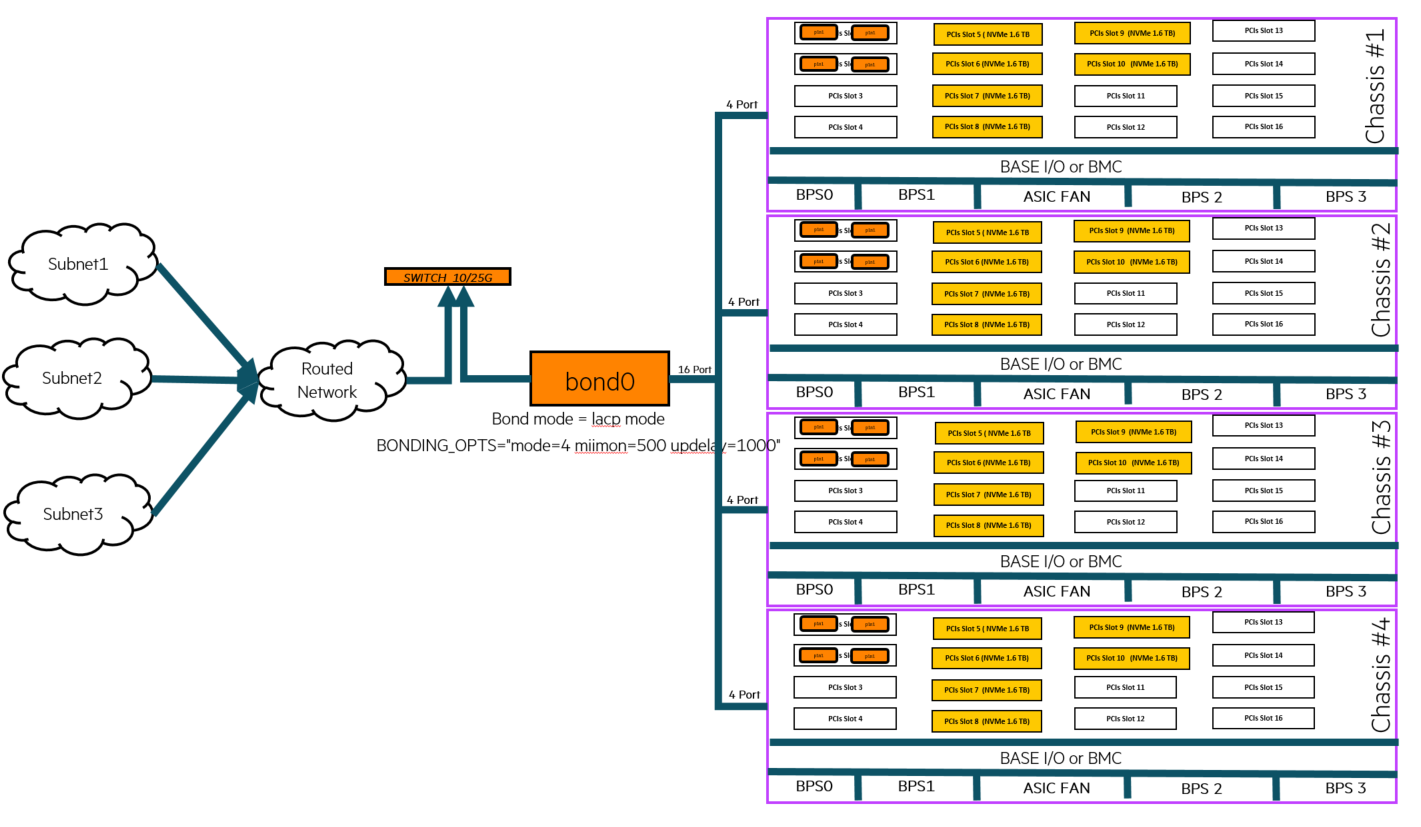 Subnet1
Subnet2
Subnet3
Routed
Network
SWITCH 10/25G
bond0
Bond mode = lacp mode
BONDING_OPTS="mode=4 miimon=500 updelay=1000"
16 Port
4 Port
4 Port
4 Port
4 Port
PCIs Slot 5 ( NVMe 1.6 TB
PCIs Slot 9 (NVMe 1.6 TB)
PCIs Slot 13
PCIs Slot 6 (NVMe 1.6 TB)
PCIs Slot 10 (NVMe 1.6 TB)
PCIs Slot 14
PCIs Slot 3
PCIs Slot 7 (NVMe 1.6 TB)
PCIs Slot 11
PCIs Slot 15
PCIs Slot 4
PCIs Slot 8 (NVMe 1.6 TB)
PCIs Slot 12
PCIs Slot 16
Chassis #1
BASE I/O or BMC
BPS0 BPS1 ASIC FAN BPS 2 BPS 3
PCIs Slot 5 ( NVMe 1.6 TB
PCIs Slot 9 (NVMe 1.6 TB)
PCIs Slot 13
PCIs Slot 6 (NVMe 1.6 TB)
PCIs Slot 10 (NVMe 1.6 TB)
PCIs Slot 14
PCIs Slot 3
PCIs Slot 7 (NVMe 1.6 TB)
PCIs Slot 11
PCIs Slot 15
PCIs Slot 4
PCIs Slot 8 (NVMe 1.6 TB)
PCIs Slot 12
PCIs Slot 16
Chassis #2
BASE I/O or BMC
BPS0 BPS1 ASIC FAN BPS 2 BPS 3
PCIs Slot 5 ( NVMe 1.6 TB
PCIs Slot 9 (NVMe 1.6 TB)
PCIs Slot 13
PCIs Slot 6 (NVMe 1.6 TB)
PCIs Slot 10 (NVMe 1.6 TB)
PCIs Slot 14
PCIs Slot 3
PCIs Slot 7 (NVMe 1.6 TB)
PCIs Slot 11
PCIs Slot 15
PCIs Slot 4
PCIs Slot 8 (NVMe 1.6 TB)
PCIs Slot 12
PCIs Slot 16
Chassis #3
BASE I/O or BMC
BPS0 BPS1 ASIC FAN BPS 2 BPS 3
PCIs Slot 5 ( NVMe 1.6 TB
PCIs Slot 9 (NVMe 1.6 TB)
PCIs Slot 13
PCIs Slot 6 (NVMe 1.6 TB)
PCIs Slot 10 (NVMe 1.6 TB)
PCIs Slot 14
PCIs Slot 3
PCIs Slot 7 (NVMe 1.6 TB)
PCIs Slot 11
PCIs Slot 15
PCIs Slot 4
PCIs Slot 8 (NVMe 1.6 TB)
PCIs Slot 12
PCIs Slot 16
Chassis #4
BASE I/O or BMC
BPS0 BPS1 ASIC FAN BPS 2 BPS 3